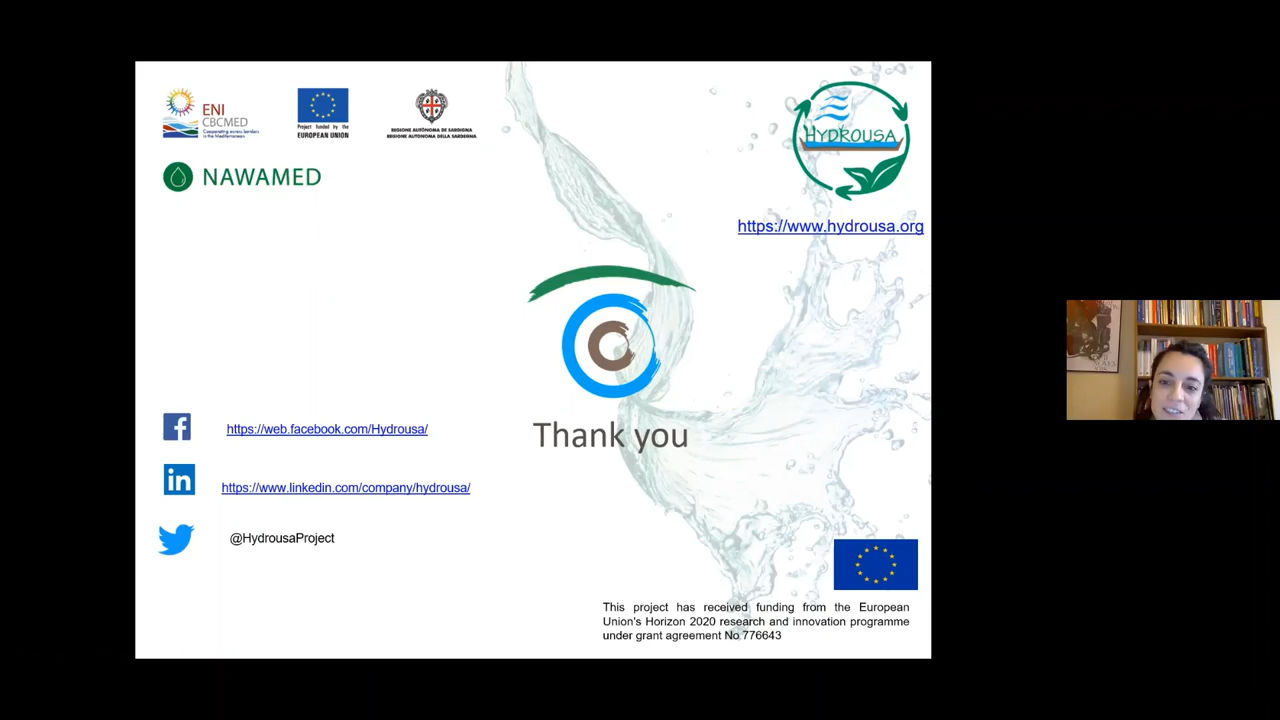 ENI
CBCMED
Cooperating across borders
in the Mediterranean
Project funded by the
EUROPEAN UNION
REGIONE AUTÒNOMA DE SARDIGNA
REGIONE AUTONOMA DELLA SARDEGNA
NAWAMED
HYDROUSA
https://www.hydrousa.org
Thank you
https://web.facebook.com/Hydrousa/
in
https://www.linkedin.com/company/hydrousa/
@HydrousaProject
This project has received funding from the European
Union's Horizon 2020 research and innovation programme
under grant agreement No 776643